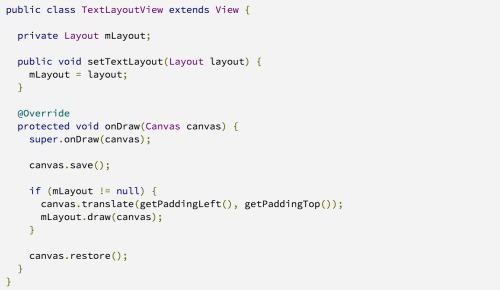 public class TextLayoutView extends View {

  private Layout mLayout;

  public void setTextLayout(Layout layout) {
    mLayout = layout;
  }

  @Override
  protected void onDraw(Canvas canvas) {
    super.onDraw(canvas);

    canvas.save();

    if (mLayout != null) {
      canvas.translate(getPaddingLeft(), getPaddingTop());
      mLayout.draw(canvas);
    }

    canvas.restore();
  }
}